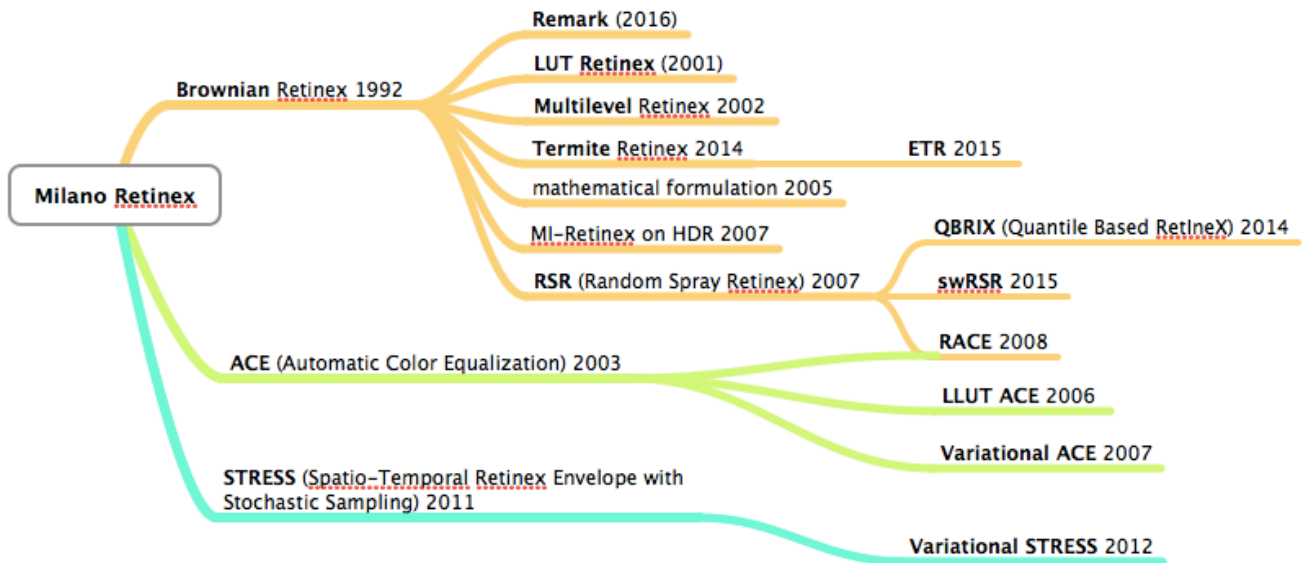 Remark (2016)
Brownian Retinex 1992
LUT Retinex (2001)
Multilevel Retinex 2002
Termite Retinex 2014
ETR 2015
Milano Retinex
mathematical formulation 2005
MI-Retinex on HDR 2007
QBRIX (Quantile Based RetIneX) 2014
RSR (Random Spray Retinex) 2007
swRSR 2015
RACE 2008
ACE (Automatic Color Equalization) 2003
LLUT ACE 2006
Variational ACE 2007
STRESS (Spatio-Temporal Retinex Envelope with
Stochastic Sampling) 2011
Variational STRESS 2012